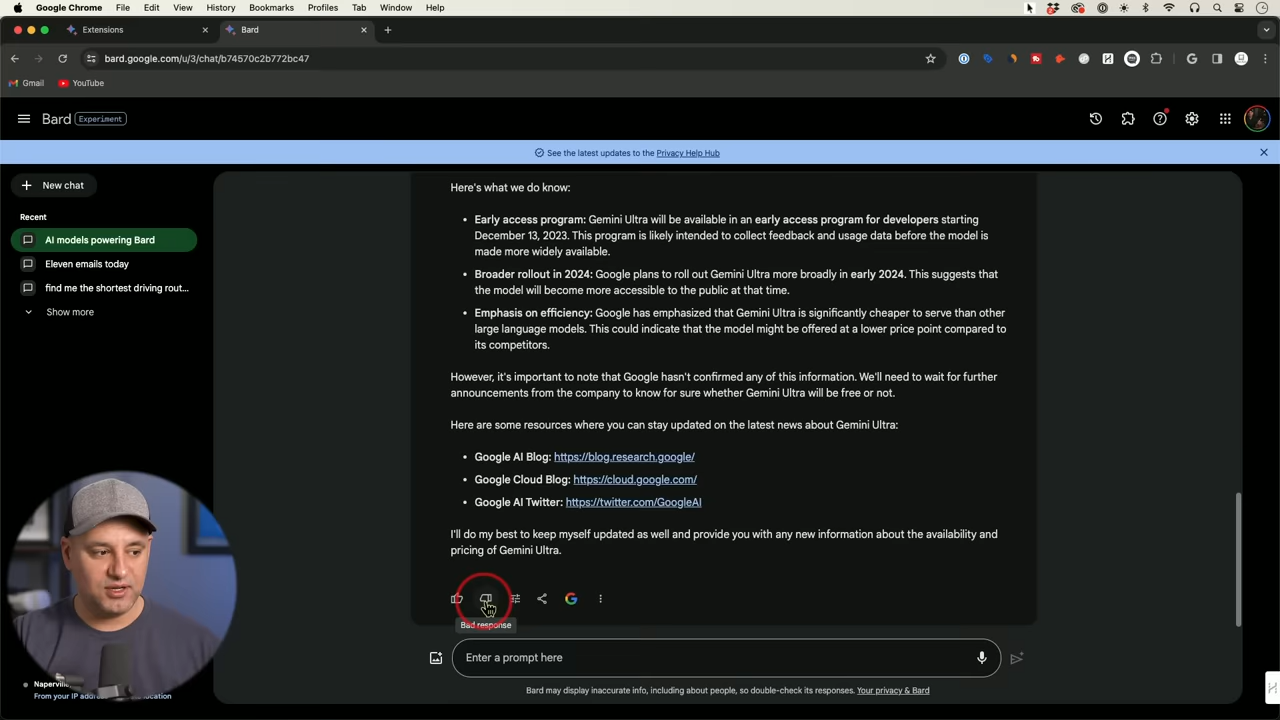 Google Chrome File Edit View History Bookmarks Profiles Tab Window Help
Extensions Bard
bard.google.com/u/3/chat/b74570c2b772bc47
Gmail YouTube
Bard Experiment
See the latest updates to the Privacy Help Hub
New chat
Recent
AI models powering Bard
Eleven emails today
find me the shortest driving rout...
Show more
Here's what we do know:
• Early access program: Gemini Ultra will be available in an early access program for developers starting
December 13, 2023. This program is likely intended to collect feedback and usage data before the model is
made more widely available.
• Broader rollout in 2024: Google plans to roll out Gemini Ultra more broadly in early 2024. This suggests that
the model will become more accessible to the public at that time.
• Emphasis on efficiency: Google has emphasized that Gemini Ultra is significantly cheaper to serve than other
large language models. This could indicate that the model might be offered at a lower price point compared to
its competitors.
However, it's important to note that Google hasn't confirmed any of this information. We'll need to wait for further
announcements from the company to know for sure whether Gemini Ultra will be free or not.
Here are some resources where you can stay updated on the latest news about Gemini Ultra:
• Google AI Blog: https://blog.research.google/
• Google Cloud Blog: https://cloud.google.com/
• Google AI Twitter: https://twitter.com/GoogleAI
I'll do my best to keep myself updated as well and provide you with any new information about the availability and
pricing of Gemini Ultra.
Bad response
Enter a prompt here
Bard may display inaccurate info, including about people, so double-check its responses. Your privacy & Bard
From your IP address location